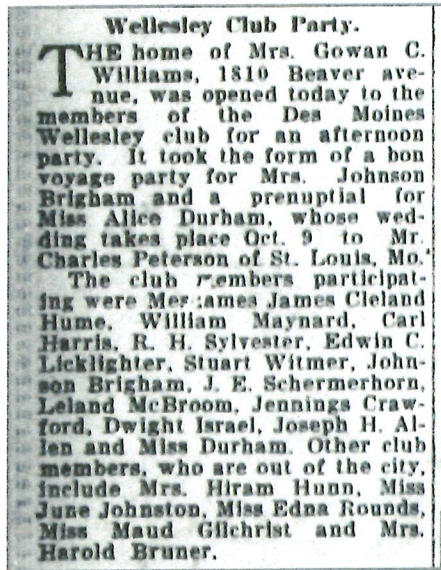 Wellesley Club Party.
THE home of Mrs. Gowan C.
Williams, 1810 Beaver ave-
nue, was opened today to the
members of the Des Moines
Wellesley club for an afternoon
party. It took the form of a bon
voyage party for Mrs. Johnson
Brigham and a prenuptial for
Miss Alice Durham, whose wed-
ding takes place Oct. 9 to Mr.
Charles Peterson of St. Louis, Mo.
The club members participat-
ing were Mesdames James Cleland
Hume, William Maynard, Carl
Harris, R. H. Sylvester, Edwin C.
Licklighter, Stuart Witmer, John-
son Brigham, J. E. Schermerhorn,
Leland McBroom, Jennings Craw-
ford, Dwight Israel, Joseph H. Al-
len and Miss Durham. Other club
members, who are out of the city,
include Mrs. Hiram Hunn, Miss
June Johnston, Miss Edna Rounds,
Miss Maud Gilchrist and Mrs.
Harold Bruner.